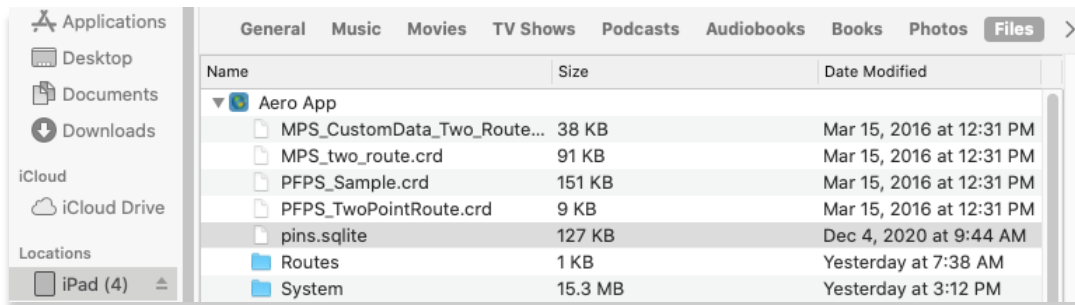 Applications
Desktop
Documents
Downloads
iCloud
iCloud Drive
Locations
iPad (4)
General Music Movies TV Shows Podcasts Audiobooks Books Photos Files
Name Size Date Modified
Aero App
MPS_CustomData_Two_Route... 38 KB Mar 15, 2016 at 12:31 PM
MPS_two_route.crd 91 KB Mar 15, 2016 at 12:31 PM
PFPS_Sample.crd 151 KB Mar 15, 2016 at 12:31 PM
PFPS_TwoPointRoute.crd 9 KB Mar 15, 2016 at 12:31 PM
pins.sqlite 127 KB Dec 4, 2020 at 9:44 AM
Routes 1 KB Yesterday at 7:38 AM
System 15.3 MB Yesterday at 3:12 PM